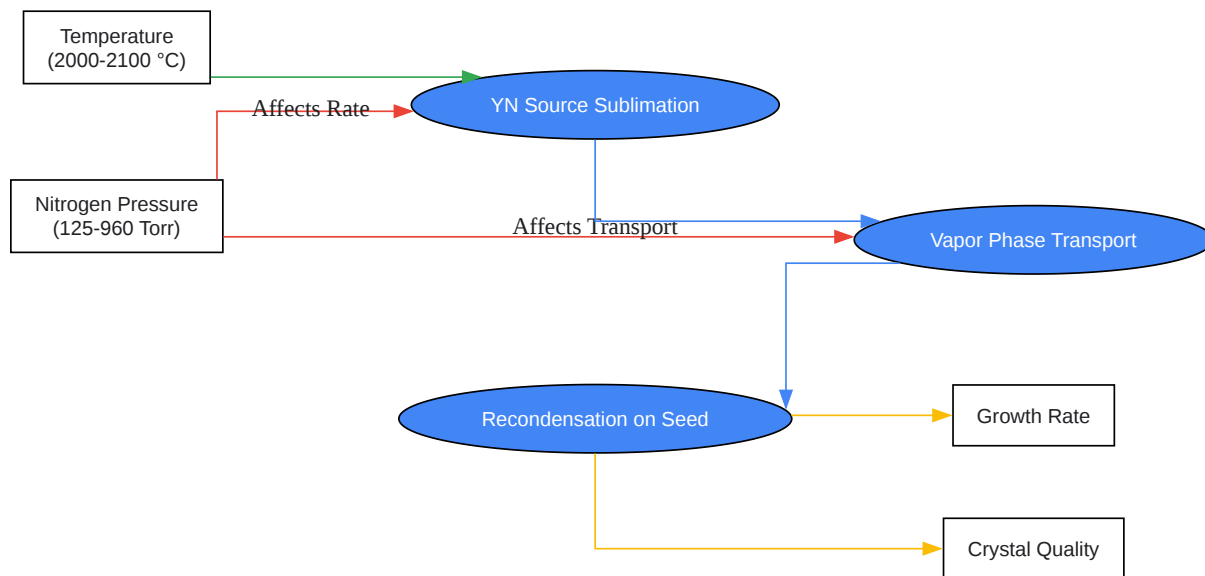 Temperature
(2000-2100 °C)
YN Source Sublimation
Affects Rate
Nitrogen Pressure
(125-960 Torr)
Affects Transport
Vapor Phase Transport
Recondensation on Seed
Growth Rate
Crystal Quality